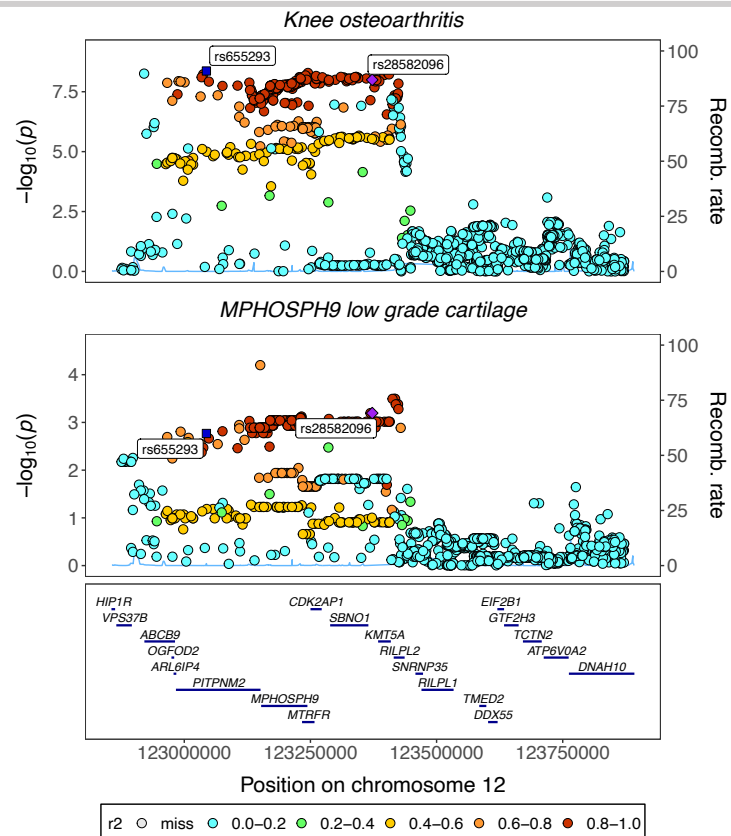 Knee osteoarthritis
rs655293
rs28582096
100
75
50
25
0
7.5
5.0
2.5
0.0
−log10(p)
Recomb. rate
MPHOSPH9 low grade cartilage
rs28582096
rs655293
100
75
50
25
0
4
3
2
1
0
−log10(p)
Recomb. rate
HIP1R CDK2AP1 EIF2B1
VPS37B SBNO1 GTF2H3
ABCB9 KMT5A TCTN2
OGFOD2 RILPL2 ATP6V0A2
ARL6IP4 SNRNP35 DNAH10
PITPNM2 RILPL1
MPHOSPH9 TMED2
MTRFR DDX55
123000000 123250000 123500000 123750000
Position on chromosome 12
r2 miss 0.0−0.2 0.2−0.4 0.4−0.6 0.6−0.8 0.8−1.0